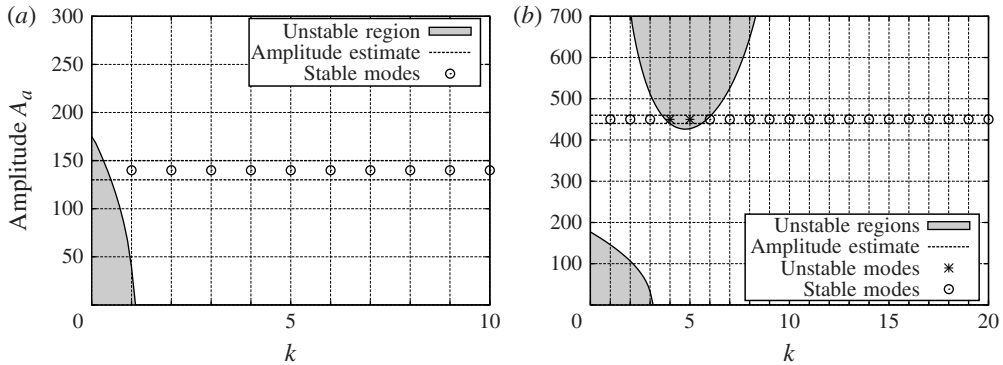 (a)
300
250
200
150
100
50
0
5
10
k
Amplitude A_a
Unstable region
Amplitude estimate
Stable modes
(b)
700
600
500
400
300
200
100
0
5
10
15
20
k
Unstable regions
Amplitude estimate
Unstable modes
Stable modes